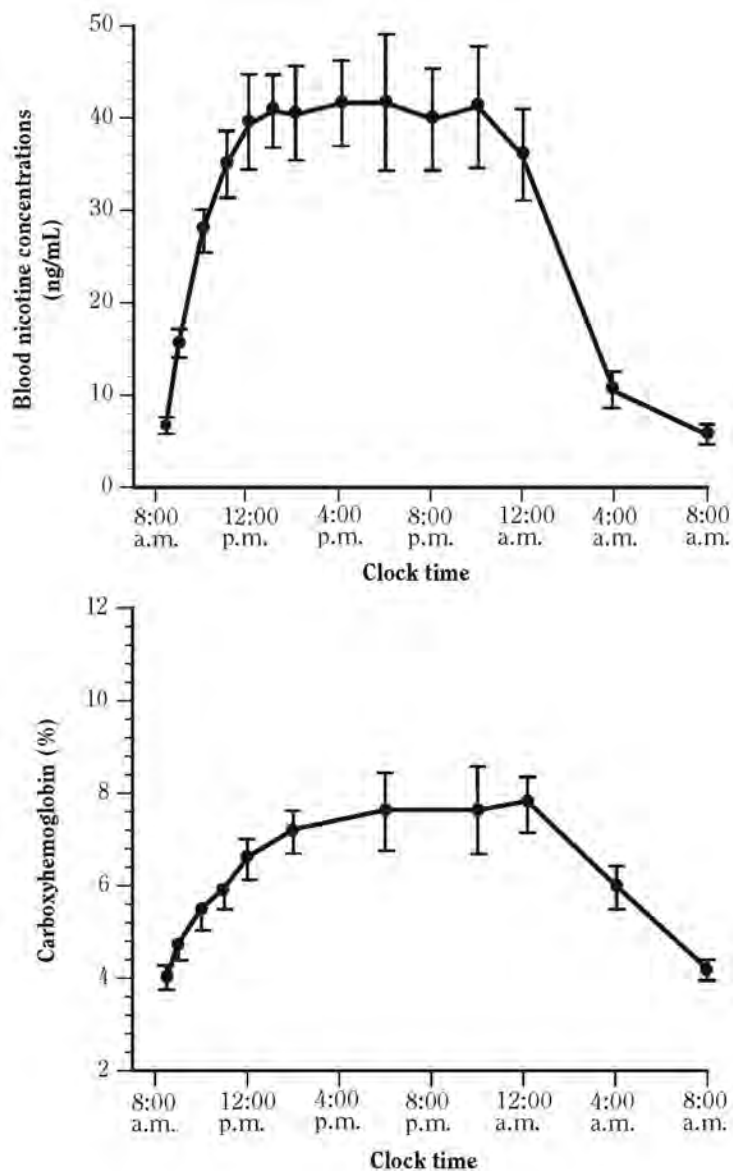 50
40
30
20
10
0
Blood nicotine concentrations
(ng/mL)
8:00 12:00 4:00 8:00 12:00 4:00 8:00
a.m. p.m. p.m. p.m. a.m. a.m. a.m.
Clock time
12
10
8
6
4
2
Carboxyhemoglobin (%)
8:00 12:00 4:00 8:00 12:00 4:00 8:00
a.m. p.m. p.m. p.m. a.m. a.m. a.m.
Clock time